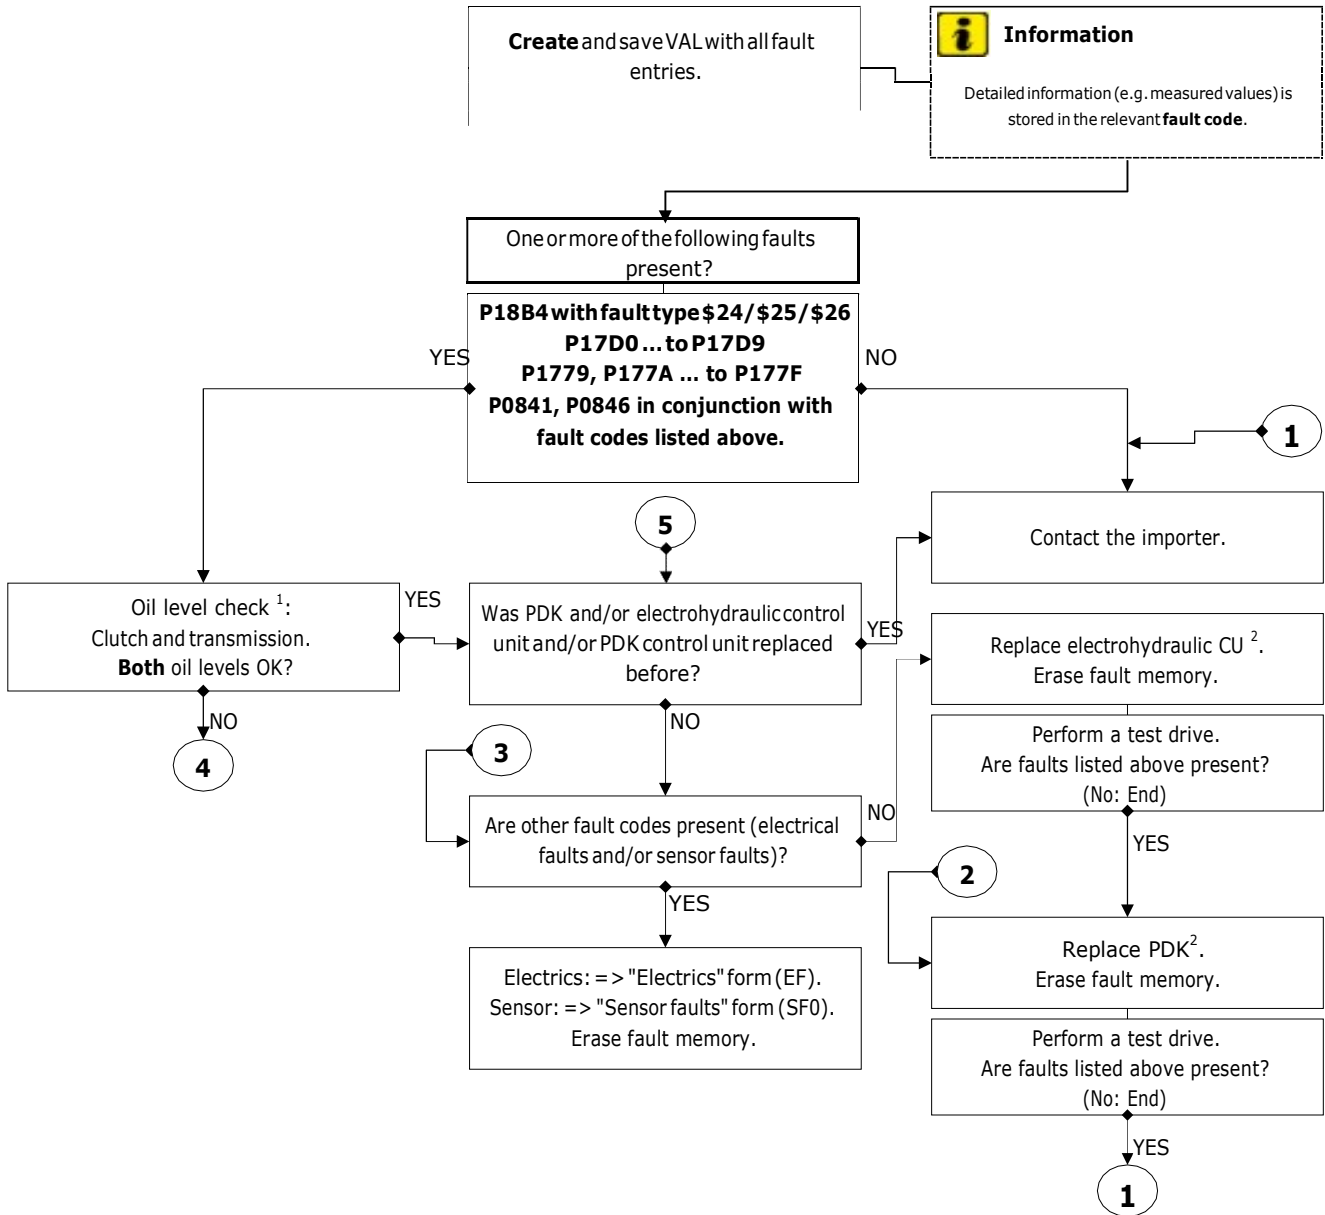 Create and save VAL with all fault
entries.
Information
Detailed information (e.g. measured values) is
stored in the relevant fault code.
One or more of the following faults
present?
P18B4 with fault type $24/$25/$26
P17D0 ... to P17D9
P1779, P177A ... to P177F
P0841, P0846 in conjunction with
fault codes listed above.
YES
NO
1
5
Contact the importer.
Oil level check 1:
Clutch and transmission.
Both oil levels OK?
YES
NO
4
Was PDK and/or electrohydraulic control
unit and/or PDK control unit replaced
before?
YES
NO
3
Are other fault codes present (electrical
faults and/or sensor faults)?
NO
YES
Electrics: => "Electrics" form (EF).
Sensor: => "Sensor faults" form (SF0).
Erase fault memory.
Replace electrohydraulic CU 2.
Erase fault memory.
Perform a test drive.
Are faults listed above present?
(No: End)
YES
2
Replace PDK2.
Erase fault memory.
Perform a test drive.
Are faults listed above present?
(No: End)
YES
1